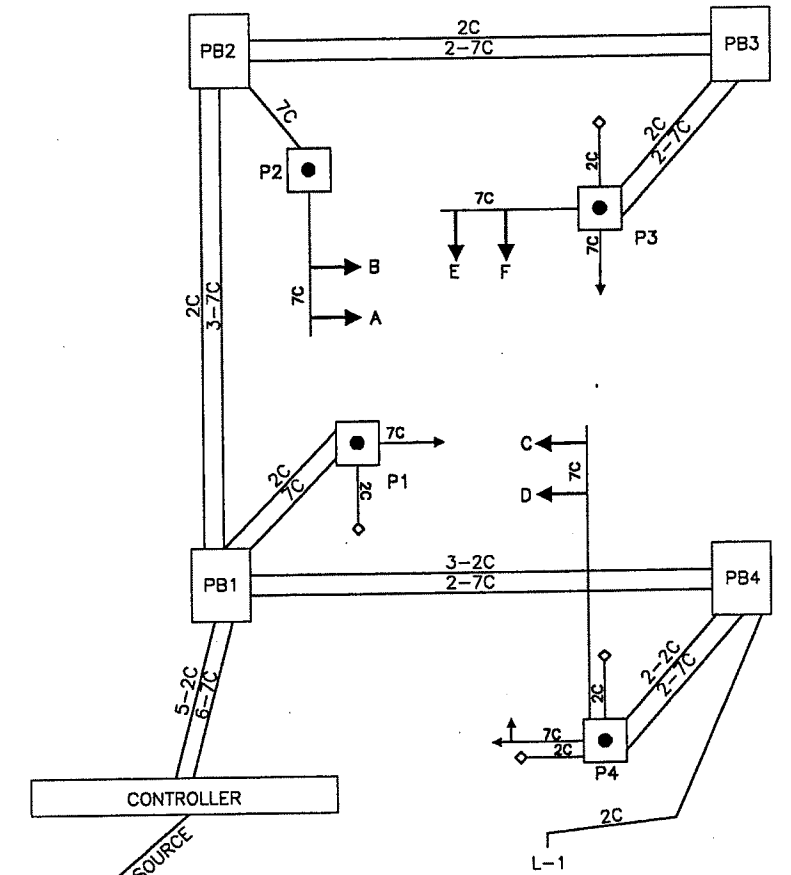 2C
PB2
PB3
2-7C
7C
2C
2-7C
P2
2C
7C
P3
7C
B
E
F
7C
A
2C
3-7C
7C
C
7C
2C
7C
2C
P1
D
3-2C
PB1
2-7C
PB4
5-2C
6-7C
2-2C
2-7C
2C
7C
2C
P4
CONTROLLER
2C
SOURCE
L-1